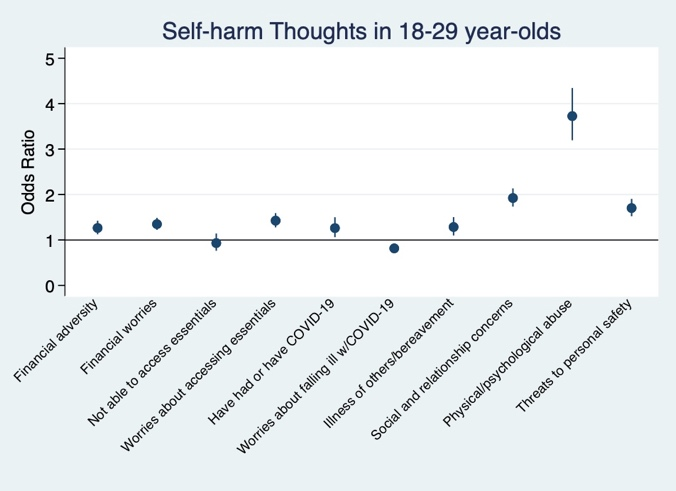 Self-harm Thoughts in 18-29 year-olds
Odds Ratio
5
4
3
2
1
0
Financial adversity
Financial worries
Not able to access essentials
Worries about accessing essentials
Have had or have COVID-19
Worries about falling ill w/COVID-19
Illness of others/bereavement
Social and relationship concerns
Physical/psychological abuse
Threats to personal safety